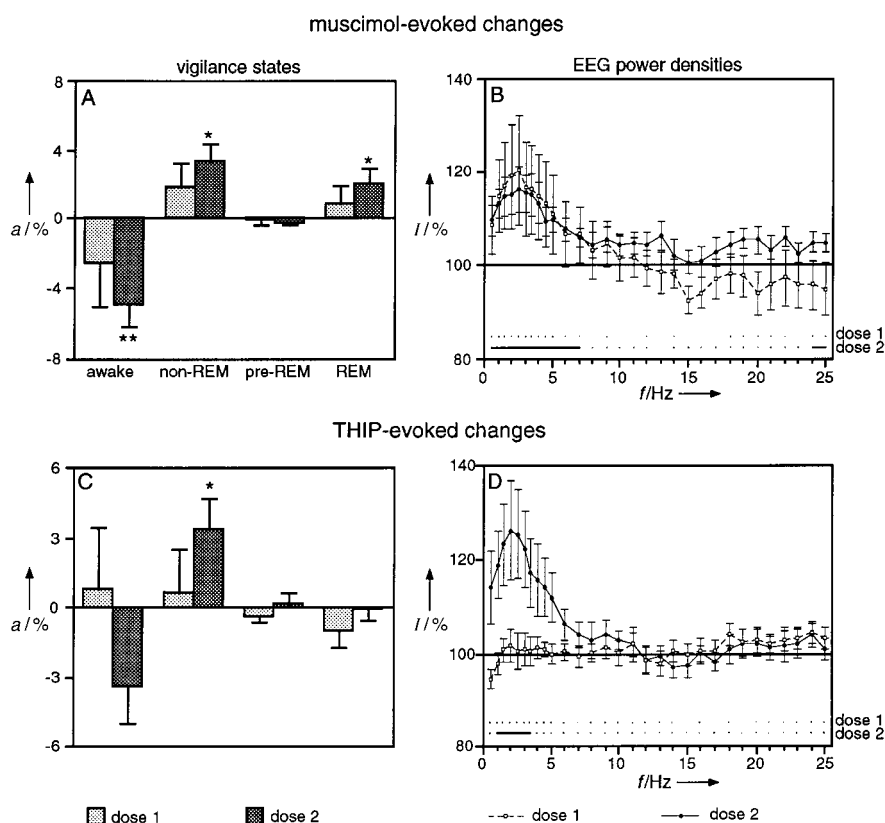 muscimol-evoked changes
vigilance states
EEG power densities
A
8
4
0
-4
-8
a / %
*
*
**
awake non-REM pre-REM REM
B
140
120
100
80
I / %
dose 1
dose 2
0 5 10 15 20 25
f/Hz
THIP-evoked changes
C
6
3
0
-3
-6
a / %
*
D
140
120
100
80
I / %
dose 1
dose 2
0 5 10 15 20 25
f/Hz
dose 1 dose 2
dose 1 dose 2